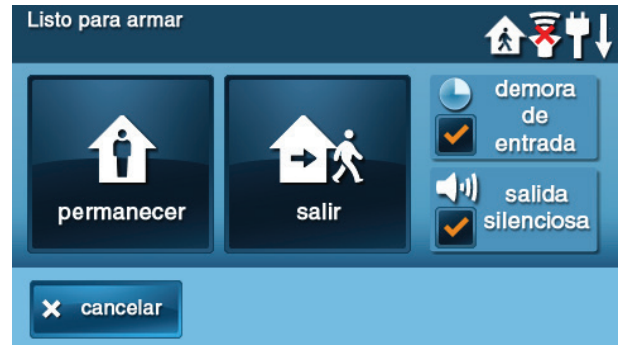 Listo para armar
permanecer
salir
demora
de
entrada
salida
silenciosa
cancelar